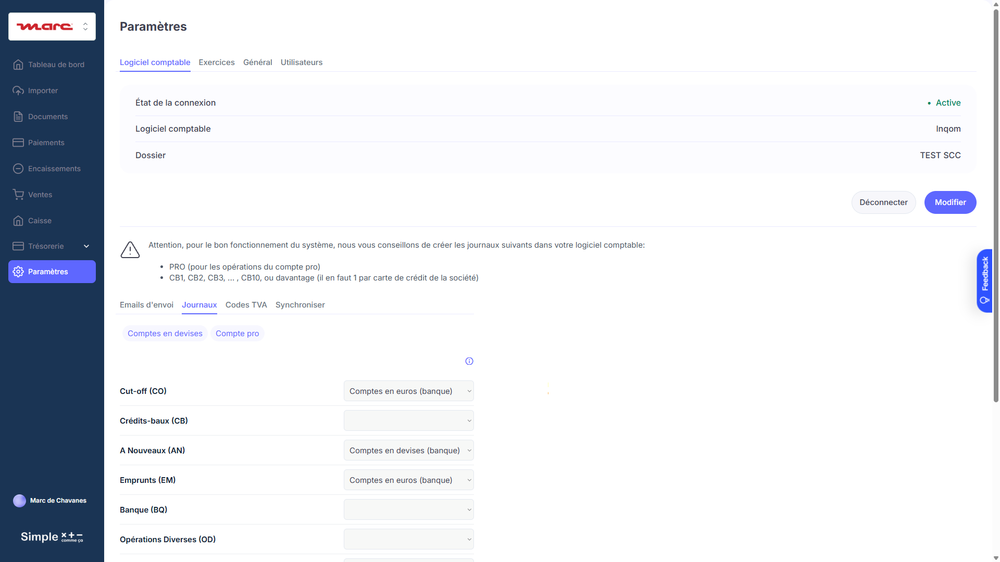 marc
Paramètres
Tableau de bord
Importer
Documents
Paiements
Encaissements
Ventes
Caisse
Trésorerie
Paramètres
Marc de Chavanes
Simple x+−
comme ça
Logiciel comptable Exercices Général Utilisateurs
État de la connexion • Active
Logiciel comptable Inqom
Dossier TEST SCC
Déconnecter Modifier
Attention, pour le bon fonctionnement du système, nous vous conseillons de créer les journaux suivants dans votre logiciel comptable:
• PRO (pour les opérations du compte pro)
• CB1, CB2, CB3, ... , CB10, ou davantage (il en faut 1 par carte de crédit de la société)
Feedback
Emails d'envoi Journaux Codes TVA Synchroniser
Comptes en devises Compte pro
Cut-off (CO) Comptes en euros (banque)
Crédits-baux (CB)
A Nouveaux (AN) Comptes en devises (banque)
Emprunts (EM) Comptes en euros (banque)
Banque (BQ)
Opérations Diverses (OD)